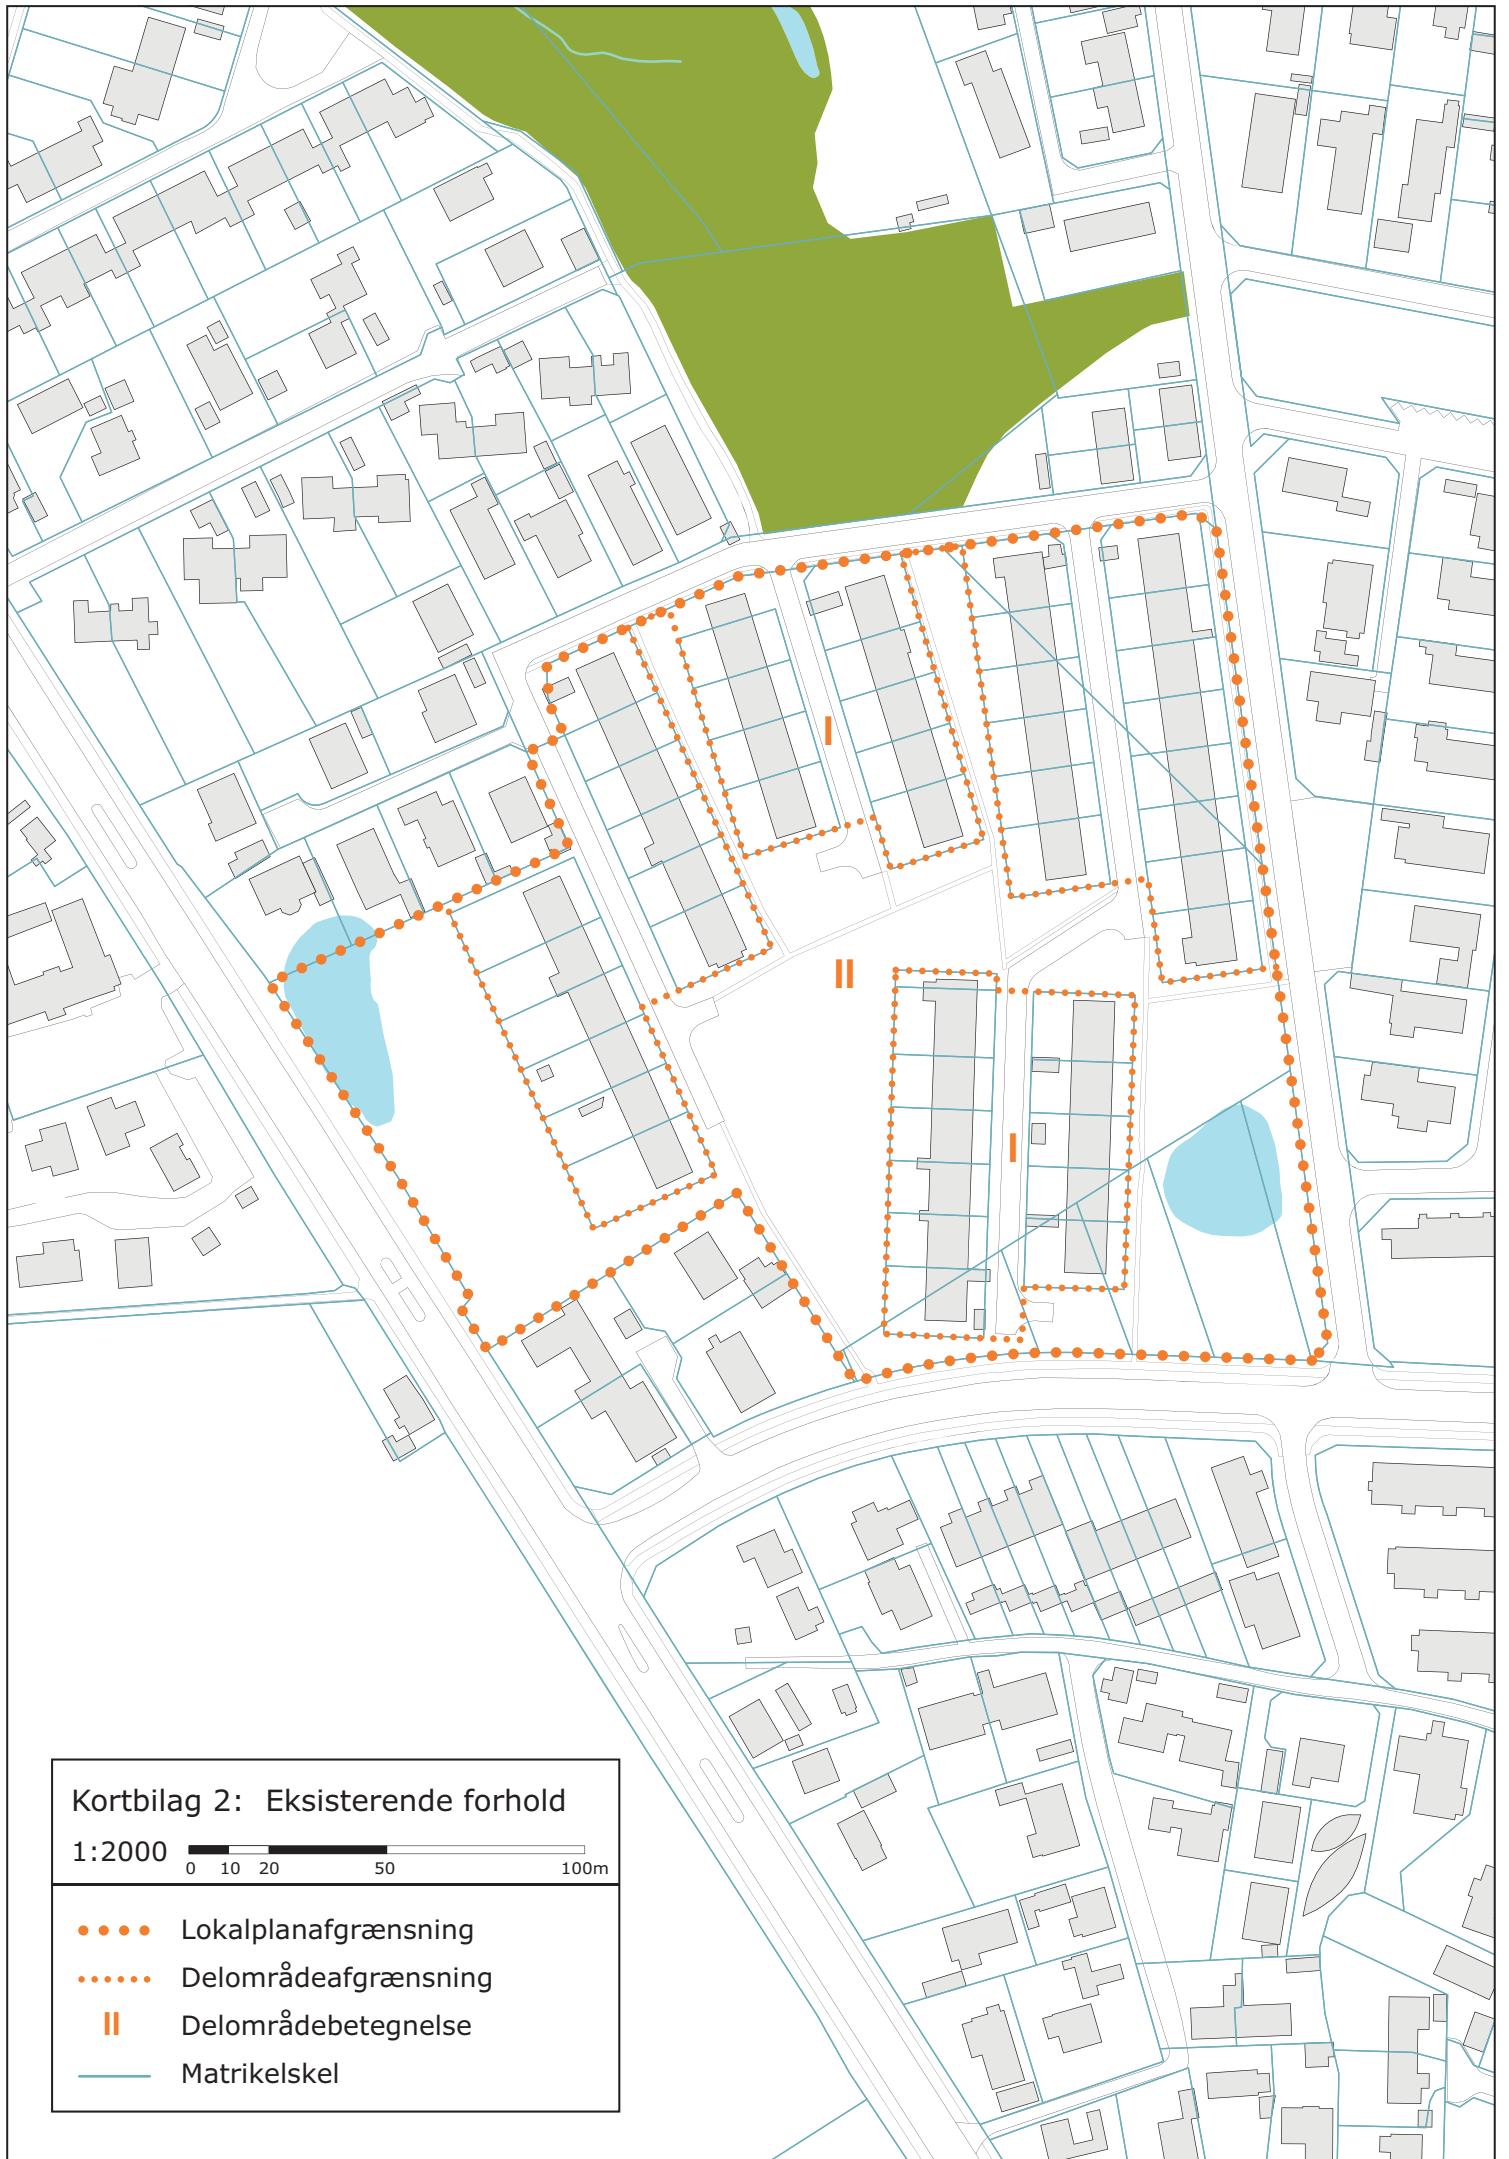 I
II
I
Kortbilag 2: Eksisterende forhold
1:2000
0 10 20 50 100m
Lokalplanafgrænsning
Delområdeafgrænsning
II Delområdebetegnelse
Matrikelskel